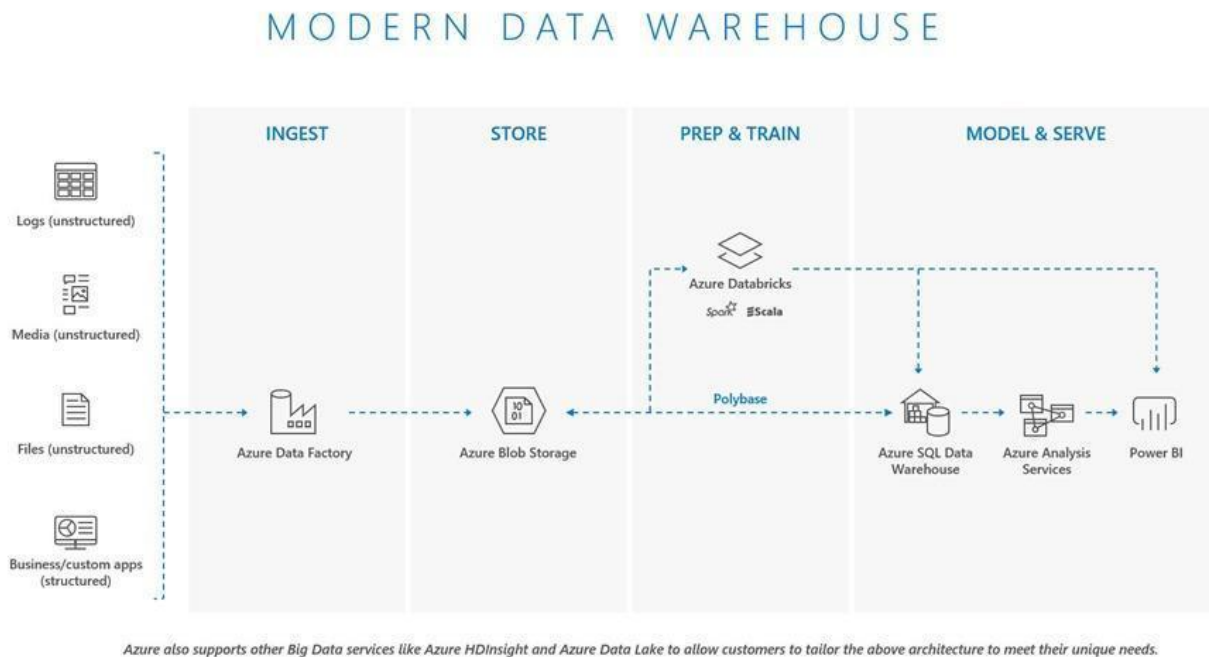 MODERN DATA WAREHOUSE
INGEST
STORE
PREP & TRAIN
MODEL & SERVE
Logs (unstructured)
Media (unstructured)
Files (unstructured)
Business/custom apps
(structured)
Azure Data Factory
10
01
Azure Blob Storage
Azure Databricks
Spark Scala
Polybase
Azure SQL Data
Warehouse
Azure Analysis
Services
Power BI
Azure also supports other Big Data services like Azure HDInsight and Azure Data Lake to allow customers to tailor the above architecture to meet their unique needs.